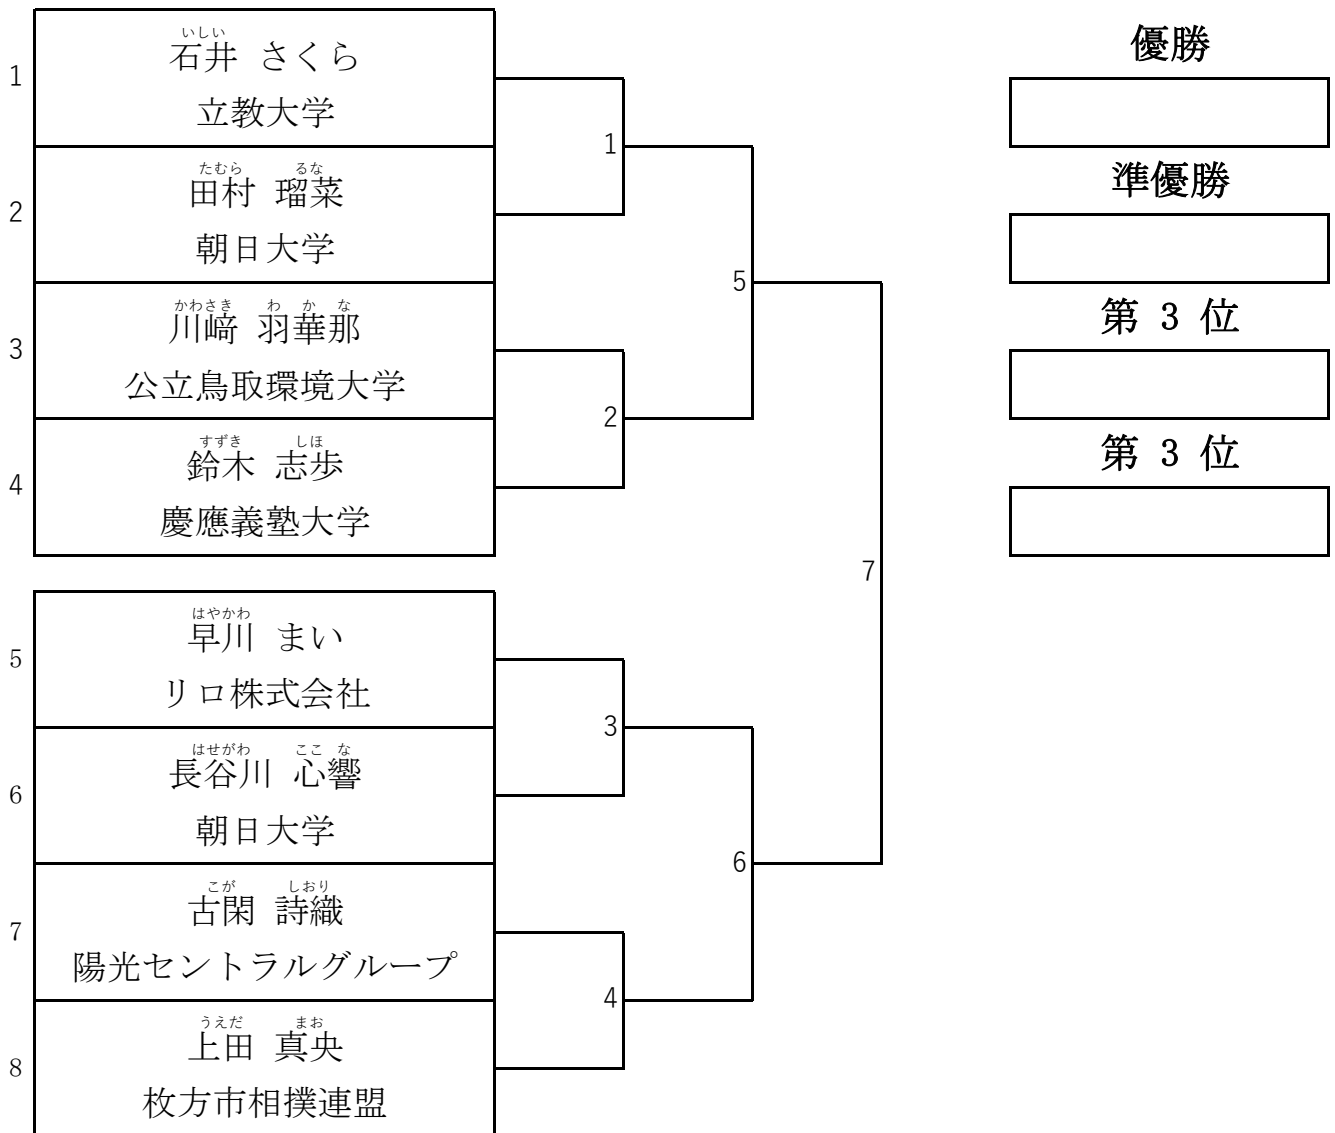 いしい
石井 さくら
1
立教大学
たむら るな
田村 瑠菜
2
朝日大学
かわさき わ か な
川﨑 羽華那
3
公立鳥取環境大学
すずき しほ
鈴木 志歩
4
慶應義塾大学
はやかわ
早川 まい
5
リロ株式会社
はせがわ ここ な
長谷川 心響
6
朝日大学
こが しおり
古閑 詩織
7
陽光セントラルグループ
うえだ まお
上田 真央
8
枚方市相撲連盟
1
2
3
4
5
6
7
優勝
準優勝
第 3 位
第 3 位